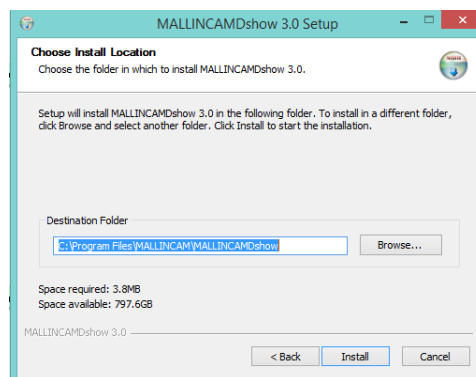 MALLINCAMDshow 3.0 Setup
Choose Install Location
Choose the folder in which to install MALLINCAMDshow 3.0.
Setup will install MALLINCAMDshow 3.0 in the following folder. To install in a different folder,
click Browse and select another folder. Click Install to start the installation.
Destination Folder
C:\Program Files\MALLINCAM\MALLINCAMDshow
Browse...
Space required: 3.8MB
Space available: 797.6GB
MALLINCAMDshow 3.0
< Back
Install
Cancel